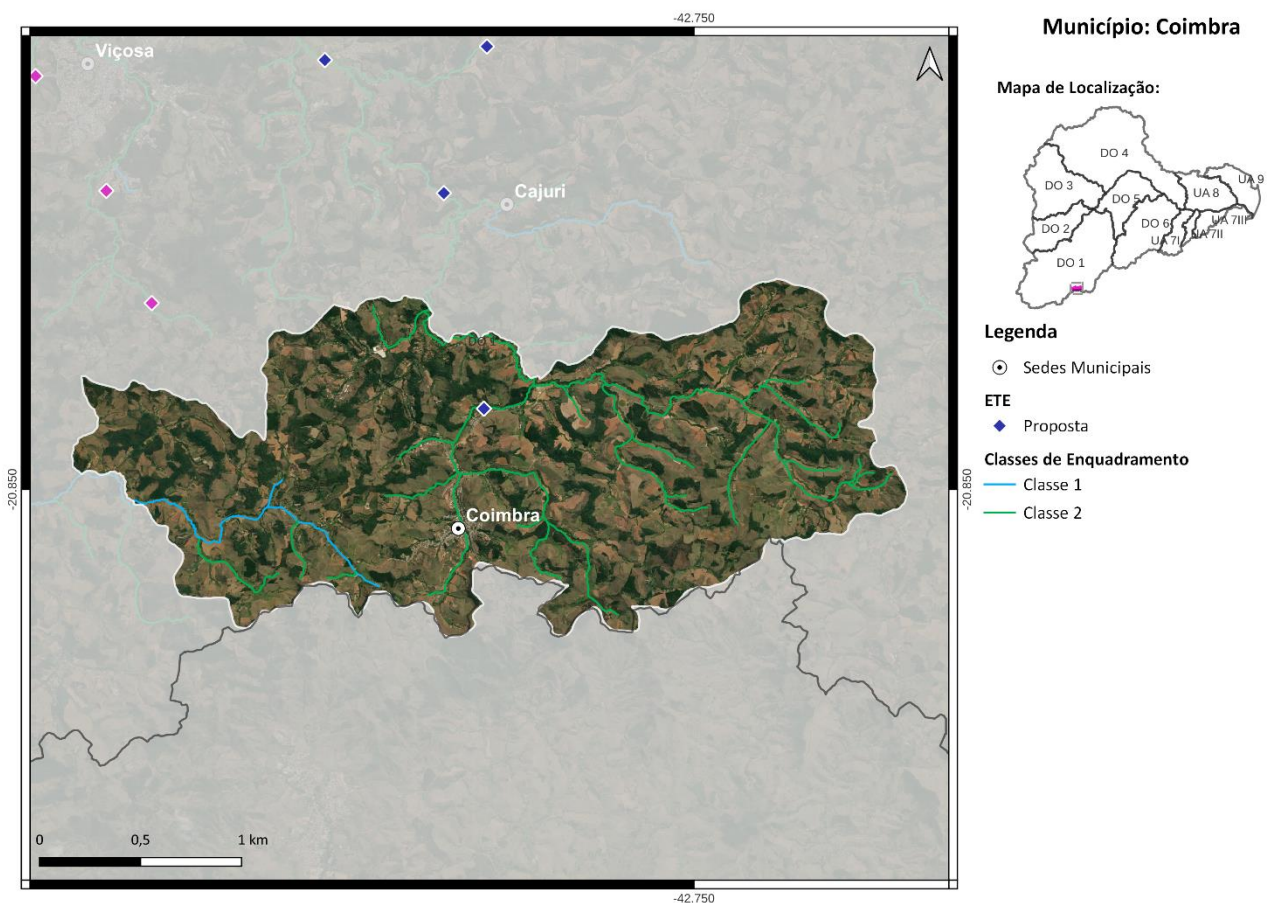 -42.750
Município: Coimbra
Viçosa
Cajuri
-20.850
-20.850
Coimbra
0 0,5 1 km
-42.750
Mapa de Localização:
DO 4
DO 3
DO 5
UA 8
UA 9
DO 2
DO 6
UA 7III
UA 7II
UA 7I
DO 1
Legenda
Sedes Municipais
ETE
Proposta
Classes de Enquadramento
Classe 1
Classe 2